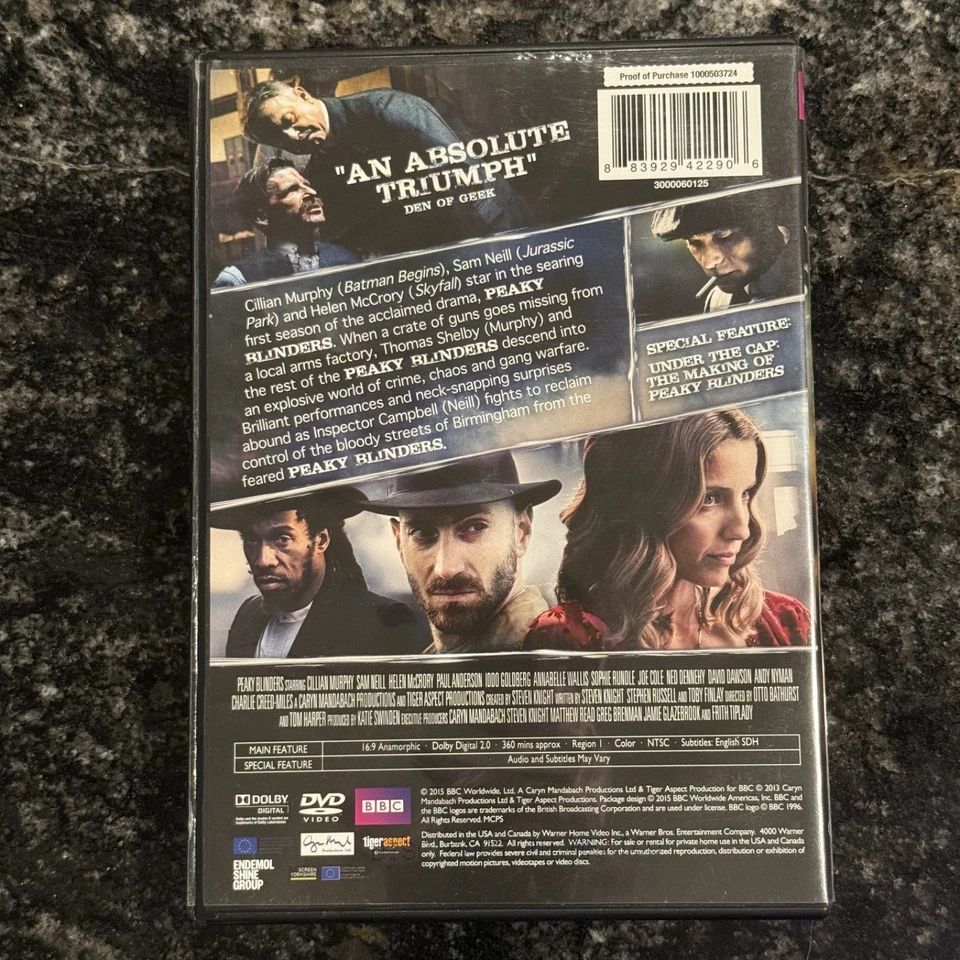 Proof of Purchase 1000503724
8 83929 42290 6
3000060125
"AN ABSOLUTE
TRIUMPH"
DEN OF GEEK
Cillian Murphy (Batman Begins), Sam Neill (Jurassic
Park) and Helen McCrory (Skyfall) star in the searing
first season of the acclaimed drama, PEAKY
BLINDERS. When a crate of guns goes missing from
a local arms factory, Thomas Shelby (Murphy) and
the rest of the PEAKY BLINDERS descend into
an explosive world of crime, chaos and gang warfare.
Brilliant performances and neck-snapping surprises
abound as Inspector Campbell (Neill) fights to reclaim
control of the bloody streets of Birmingham from the
feared PEAKY BLINDERS.
SPECIAL FEATURE:
UNDER THE CAP:
THE MAKING OF
PEAKY BLINDERS
PEAKY BLINDERS STARRING CILLIAN MURPHY SAM NEILL HELEN McCRORY PAUL ANDERSON IDDO GOLDBERG ANNABELLE WALLIS SOPHIE RUNDLE JOE COLE NED DENNEHY DAVID DAWSON ANDY NYMAN
CHARLIE CREED-MILES A CARYN MANDABACH PRODUCTIONS AND TIGER ASPECT PRODUCTIONS CREATED BY STEVEN KNIGHT WRITTEN BY STEVEN KNIGHT STEPHEN RUSSELL AND TOBY FINLAY DIRECTED BY OTTO BATHURST
AND TOM HARPER PRODUCED BY KATIE SWINDEN EXECUTIVE PRODUCERS CARYN MANDABACH STEVEN KNIGHT MATTHEW READ GREG BRENMAN JAMIE GLAZEBROOK AND FRITH TIPLADY
MAIN FEATURE 16:9 Anamorphic · Dolby Digital 2.0 · 360 mins approx · Region 1 · Color · NTSC · Subtitles: English SDH
SPECIAL FEATURE Audio and Subtitles May Vary
DOLBY
DIGITAL
Dolby and the double-D symbol are
trademarks of Dolby Laboratories.
DVD
VIDEO
BBC
© 2015 BBC Worldwide, Ltd. A Caryn Mandabach Productions Ltd & Tiger Aspect Production for BBC © 2013 Caryn
Mandabach Productions Ltd & Tiger Aspect Productions. Package design © 2015 BBC Worldwide Americas, Inc. BBC and
the BBC logos are trademarks of the British Broadcasting Corporation and are used under license. BBC logo © BBC 1996.
All Rights Reserved. MCPS
Distributed in the USA and Canada by Warner Home Video Inc., a Warner Bros. Entertainment Company. 4000 Warner
Blvd., Burbank, CA 91522. All rights reserved. WARNING: For sale or rental for private home use in the USA and Canada
only. Federal law provides severe civil and criminal penalties for the unauthorized reproduction, distribution or exhibition of
copyrighted motion pictures, videotapes or video discs.
Productions Ltd
tigeraspect
ENDEMOL
SHINE
GROUP
SCREEN
YORKSHIRE